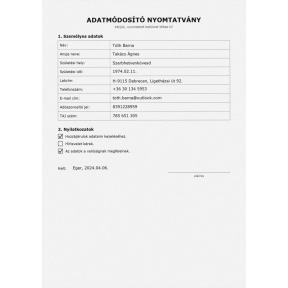 ADATMÓDOSÍTÓ NYOMTATVÁNY
1. Személyes adatok
Név: Tóth Barna
Anyja neve: Takács Ágnes
Születési hely: Szentistvánkövesd
Születési idő: 1974.02.11.
Lakcím: H-9115 Debrecen, Ligetházai út 92.
Telefonszám: +36 30 134 5953
E-mail cím: toth.barna@outlook.com
Adóazonosító jel: 8391228959
TAJ szám: 785 651 365
2. Nyilatkozatok
Hozzájárulok adataim kezeléséhez.
Hírlevelet kérek.
Az adatok a valóságnak megfelelnek.
Kelt: Eger, 2024.04.06.
aláírás